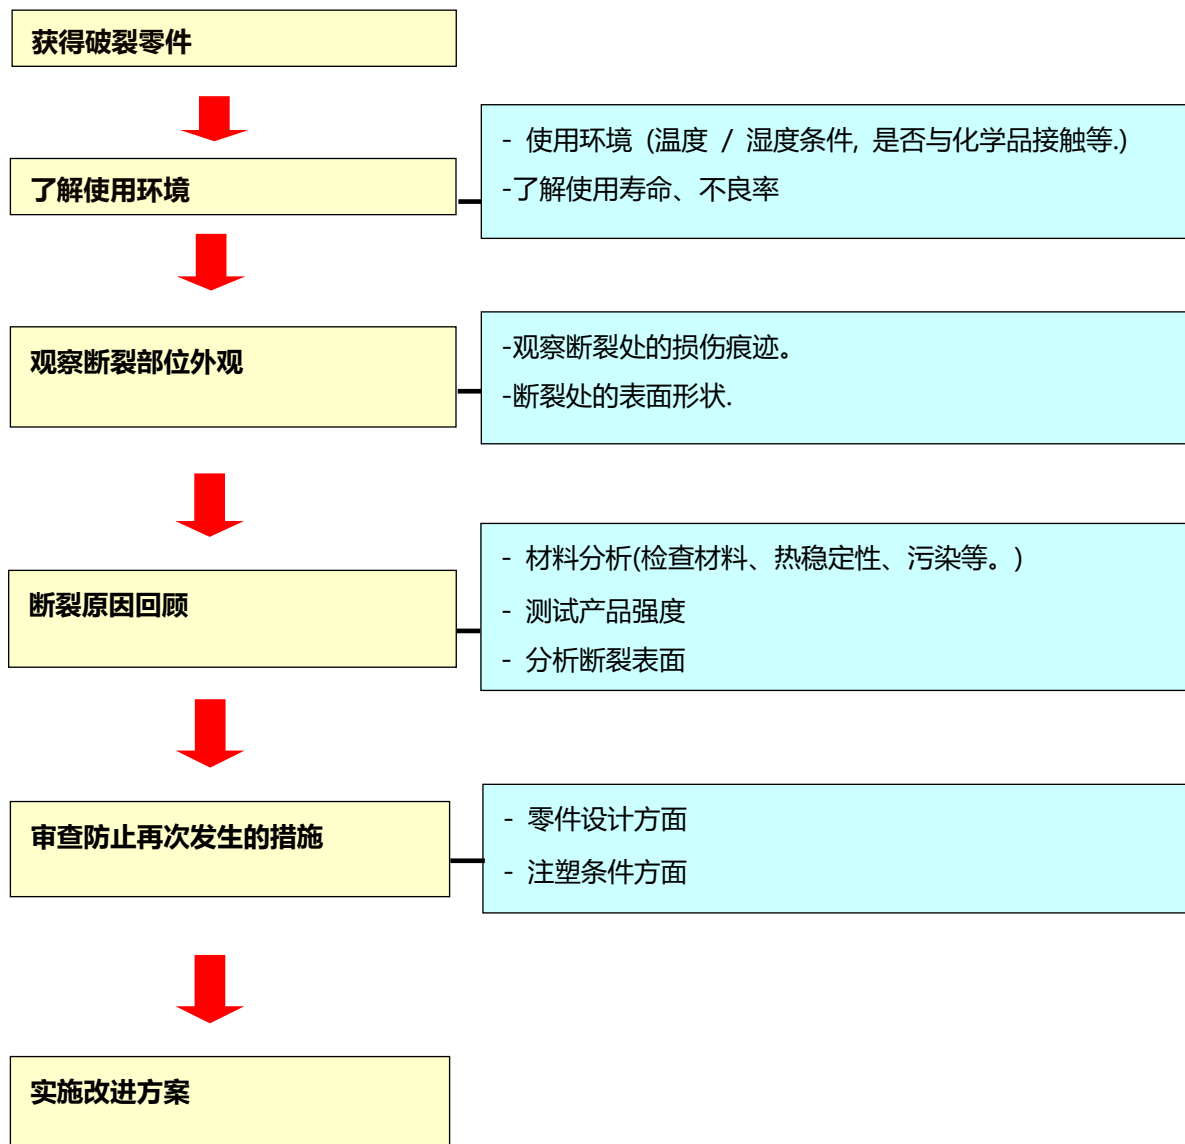 获得破裂零件
- 使用环境 (温度 / 湿度条件, 是否与化学品接触等.)
了解使用环境
-了解使用寿命、不良率
观察断裂部位外观
-观察断裂处的损伤痕迹。
-断裂处的表面形状.
- 材料分析(检查材料、热稳定性、污染等。)
断裂原因回顾
- 测试产品强度
- 分析断裂表面
审查防止再次发生的措施
- 零件设计方面
- 注塑条件方面
实施改进方案